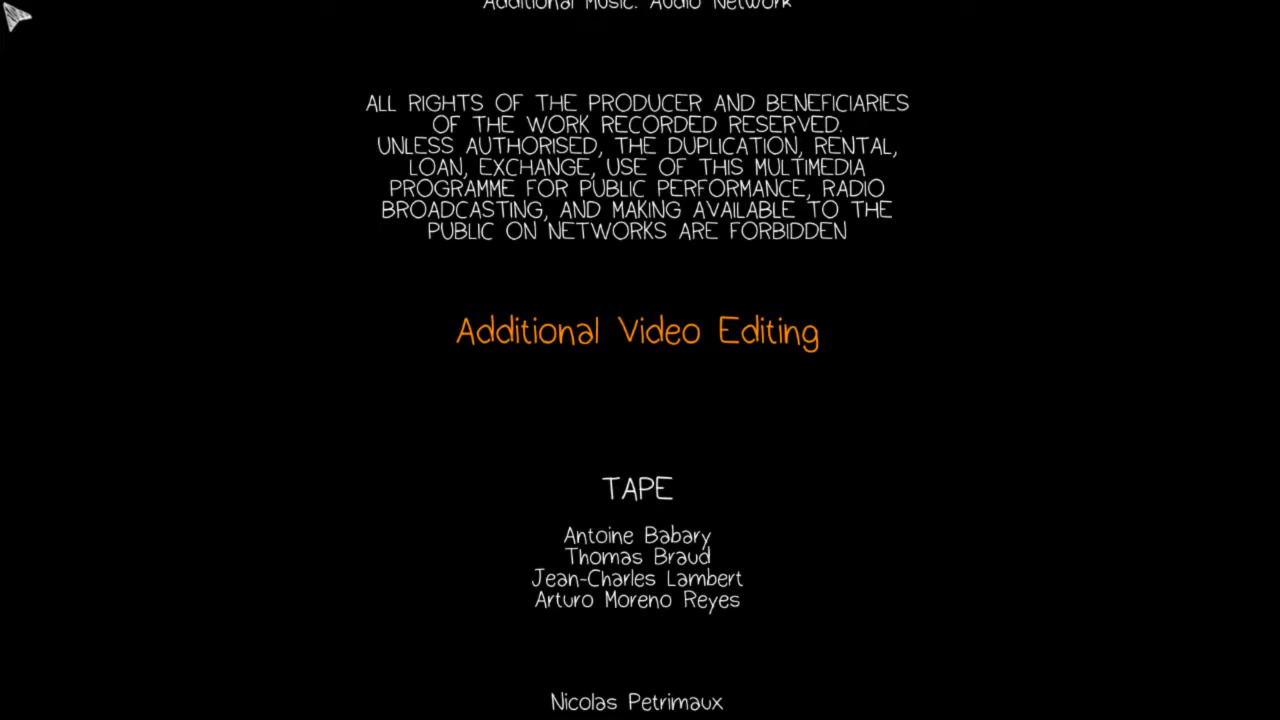 Additional Music: Audio Network
ALL RIGHTS OF THE PRODUCER AND BENEFICIARIES
OF THE WORK RECORDED RESERVED.
UNLESS AUTHORISED, THE DUPLICATION, RENTAL,
LOAN, EXCHANGE, USE OF THIS MULTIMEDIA
PROGRAMME FOR PUBLIC PERFORMANCE, RADIO
BROADCASTING, AND MAKING AVAILABLE TO THE
PUBLIC ON NETWORKS ARE FORBIDDEN
Additional Video Editing
TAPE
Antoine Babary
Thomas Braud
Jean-Charles Lambert
Arturo Moreno Reyes
Nicolas Petrimaux